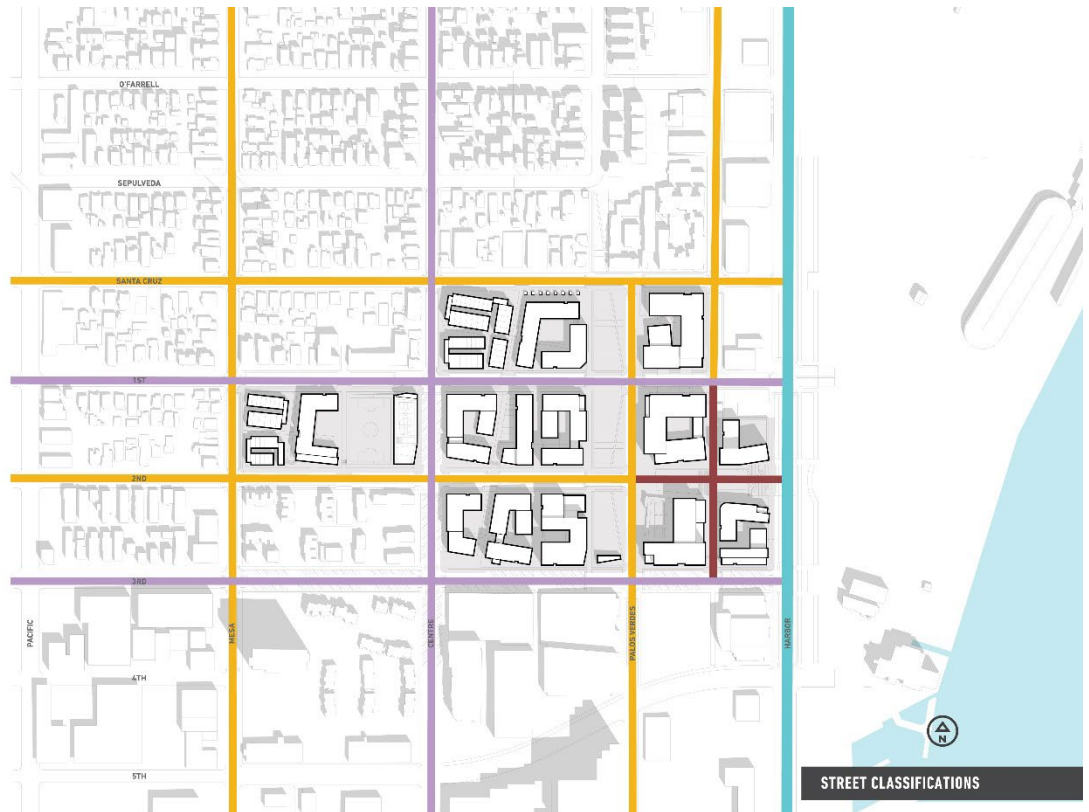 O'FARRELL
SEPULVEDA
SANTA CRUZ
1ST
2ND
3RD
PACIFIC
MESA
CENTRE
PALOS VERDES
HARBOR
4TH
5TH
N
STREET CLASSIFICATIONS